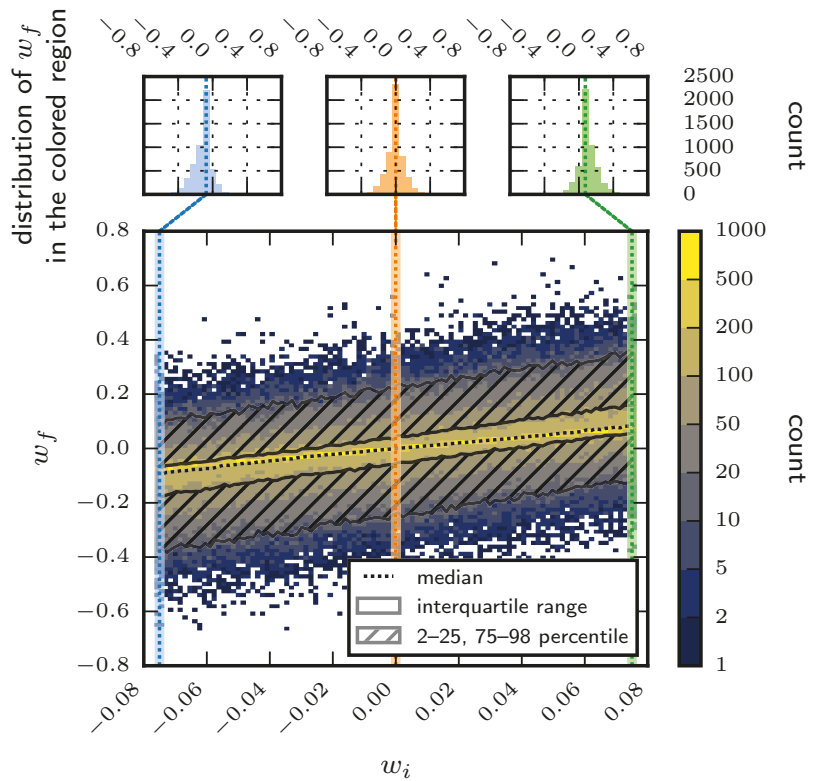 distribution of w_f
in the colored region
−0.8 −0.4 0.0 0.4 0.8
−0.8 −0.4 0.0 0.4 0.8
−0.8 −0.4 0.0 0.4 0.8
2500
2000
1500
1000
500
0
count
0.8
0.6
0.4
0.2
0.0
−0.2
−0.4
−0.6
−0.8
w_f
median
interquartile range
2–25, 75–98 percentile
−0.08 −0.06 −0.04 −0.02 0.00 0.02 0.04 0.06 0.08
w_i
1000
500
200
100
50
20
10
5
2
1
count